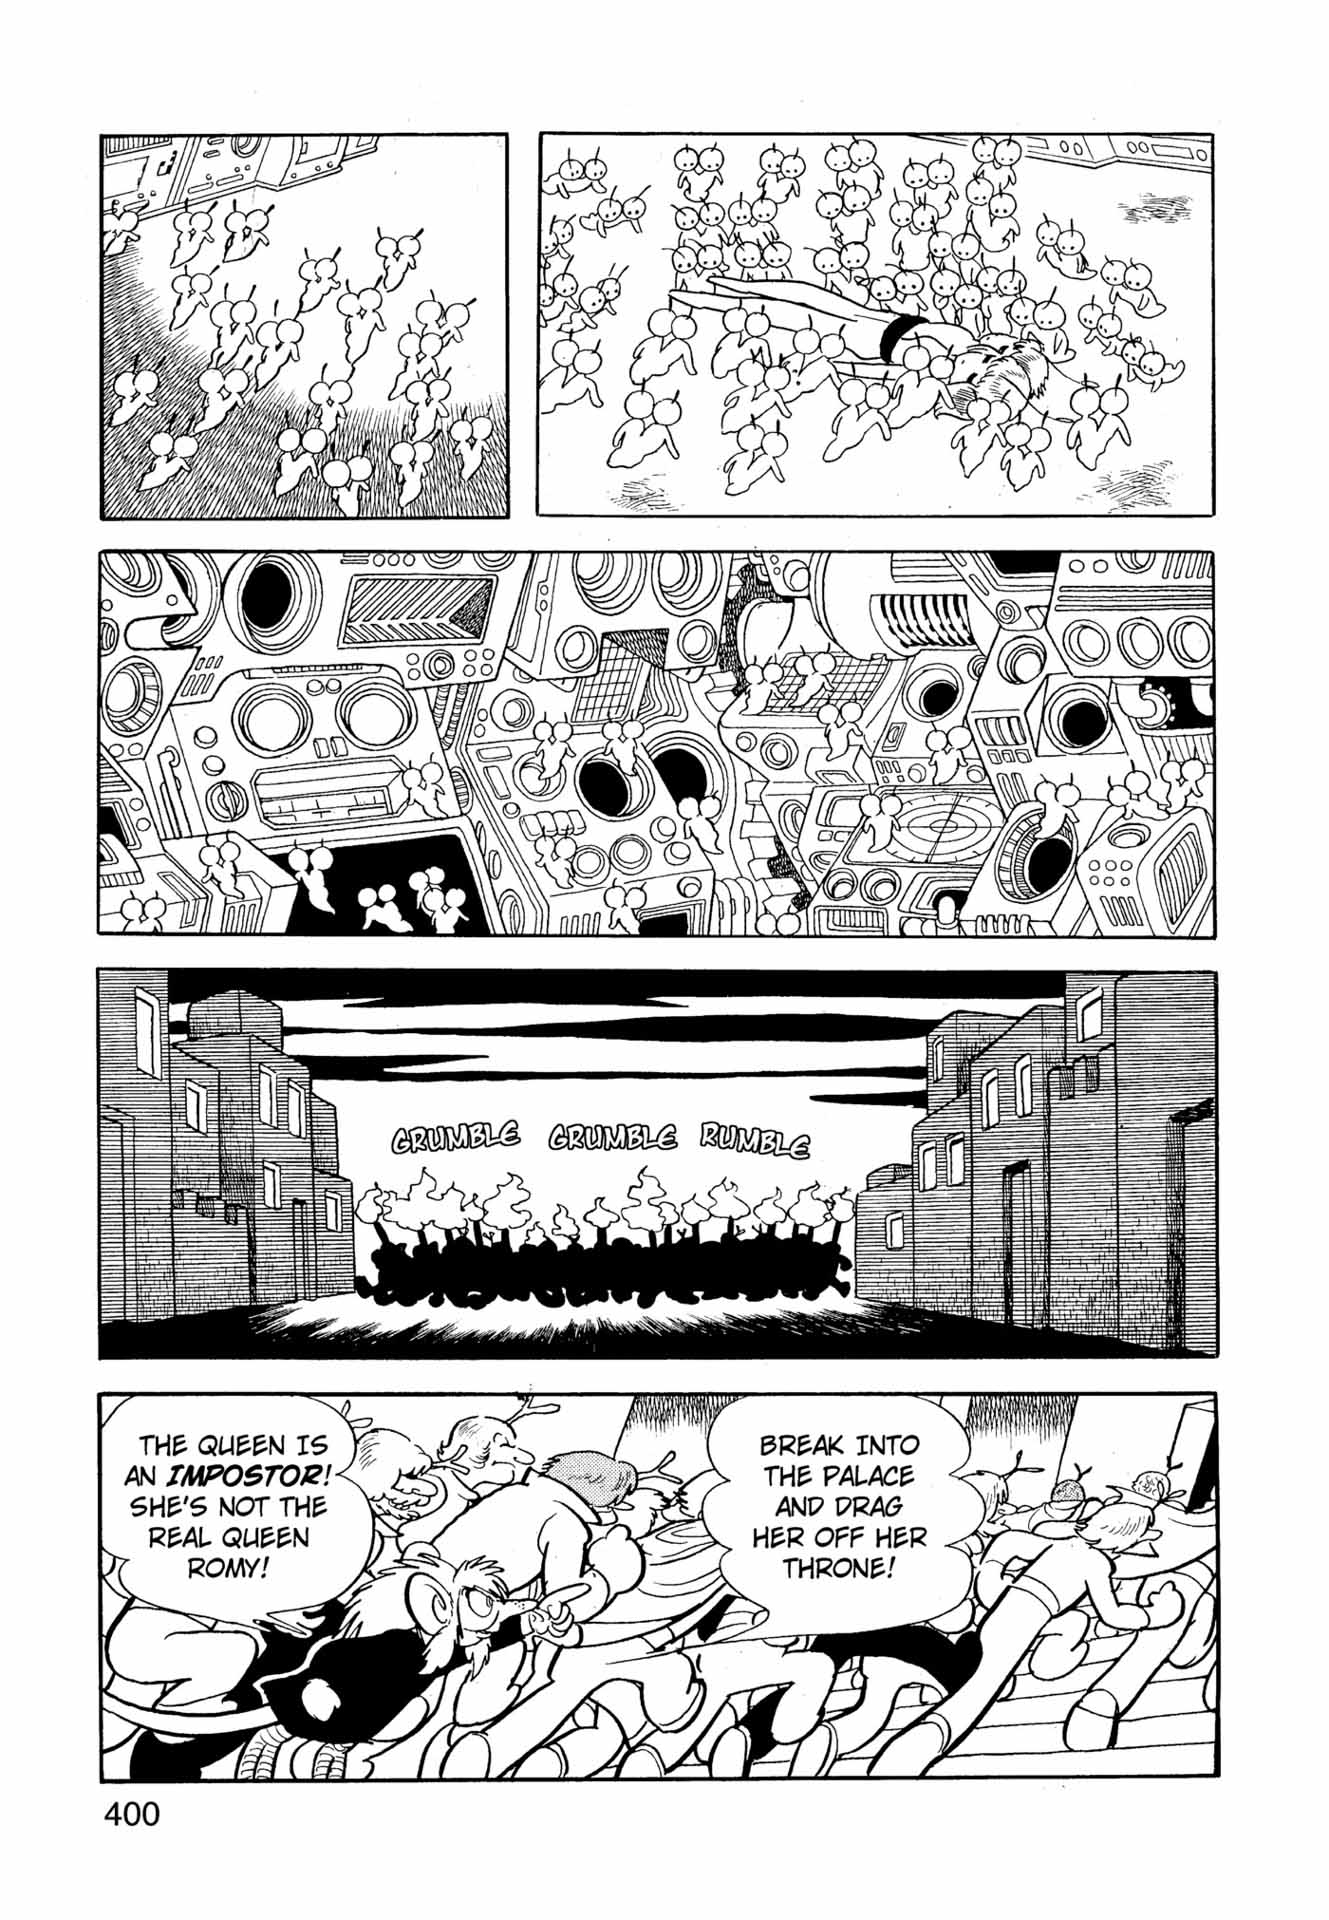 GRUMBLE GRUMBLE RUMBLE
THE QUEEN IS
AN IMPOSTOR!
SHE'S NOT THE
REAL QUEEN
ROMY!
BREAK INTO
THE PALACE
AND DRAG
HER OFF HER
THRONE!
400